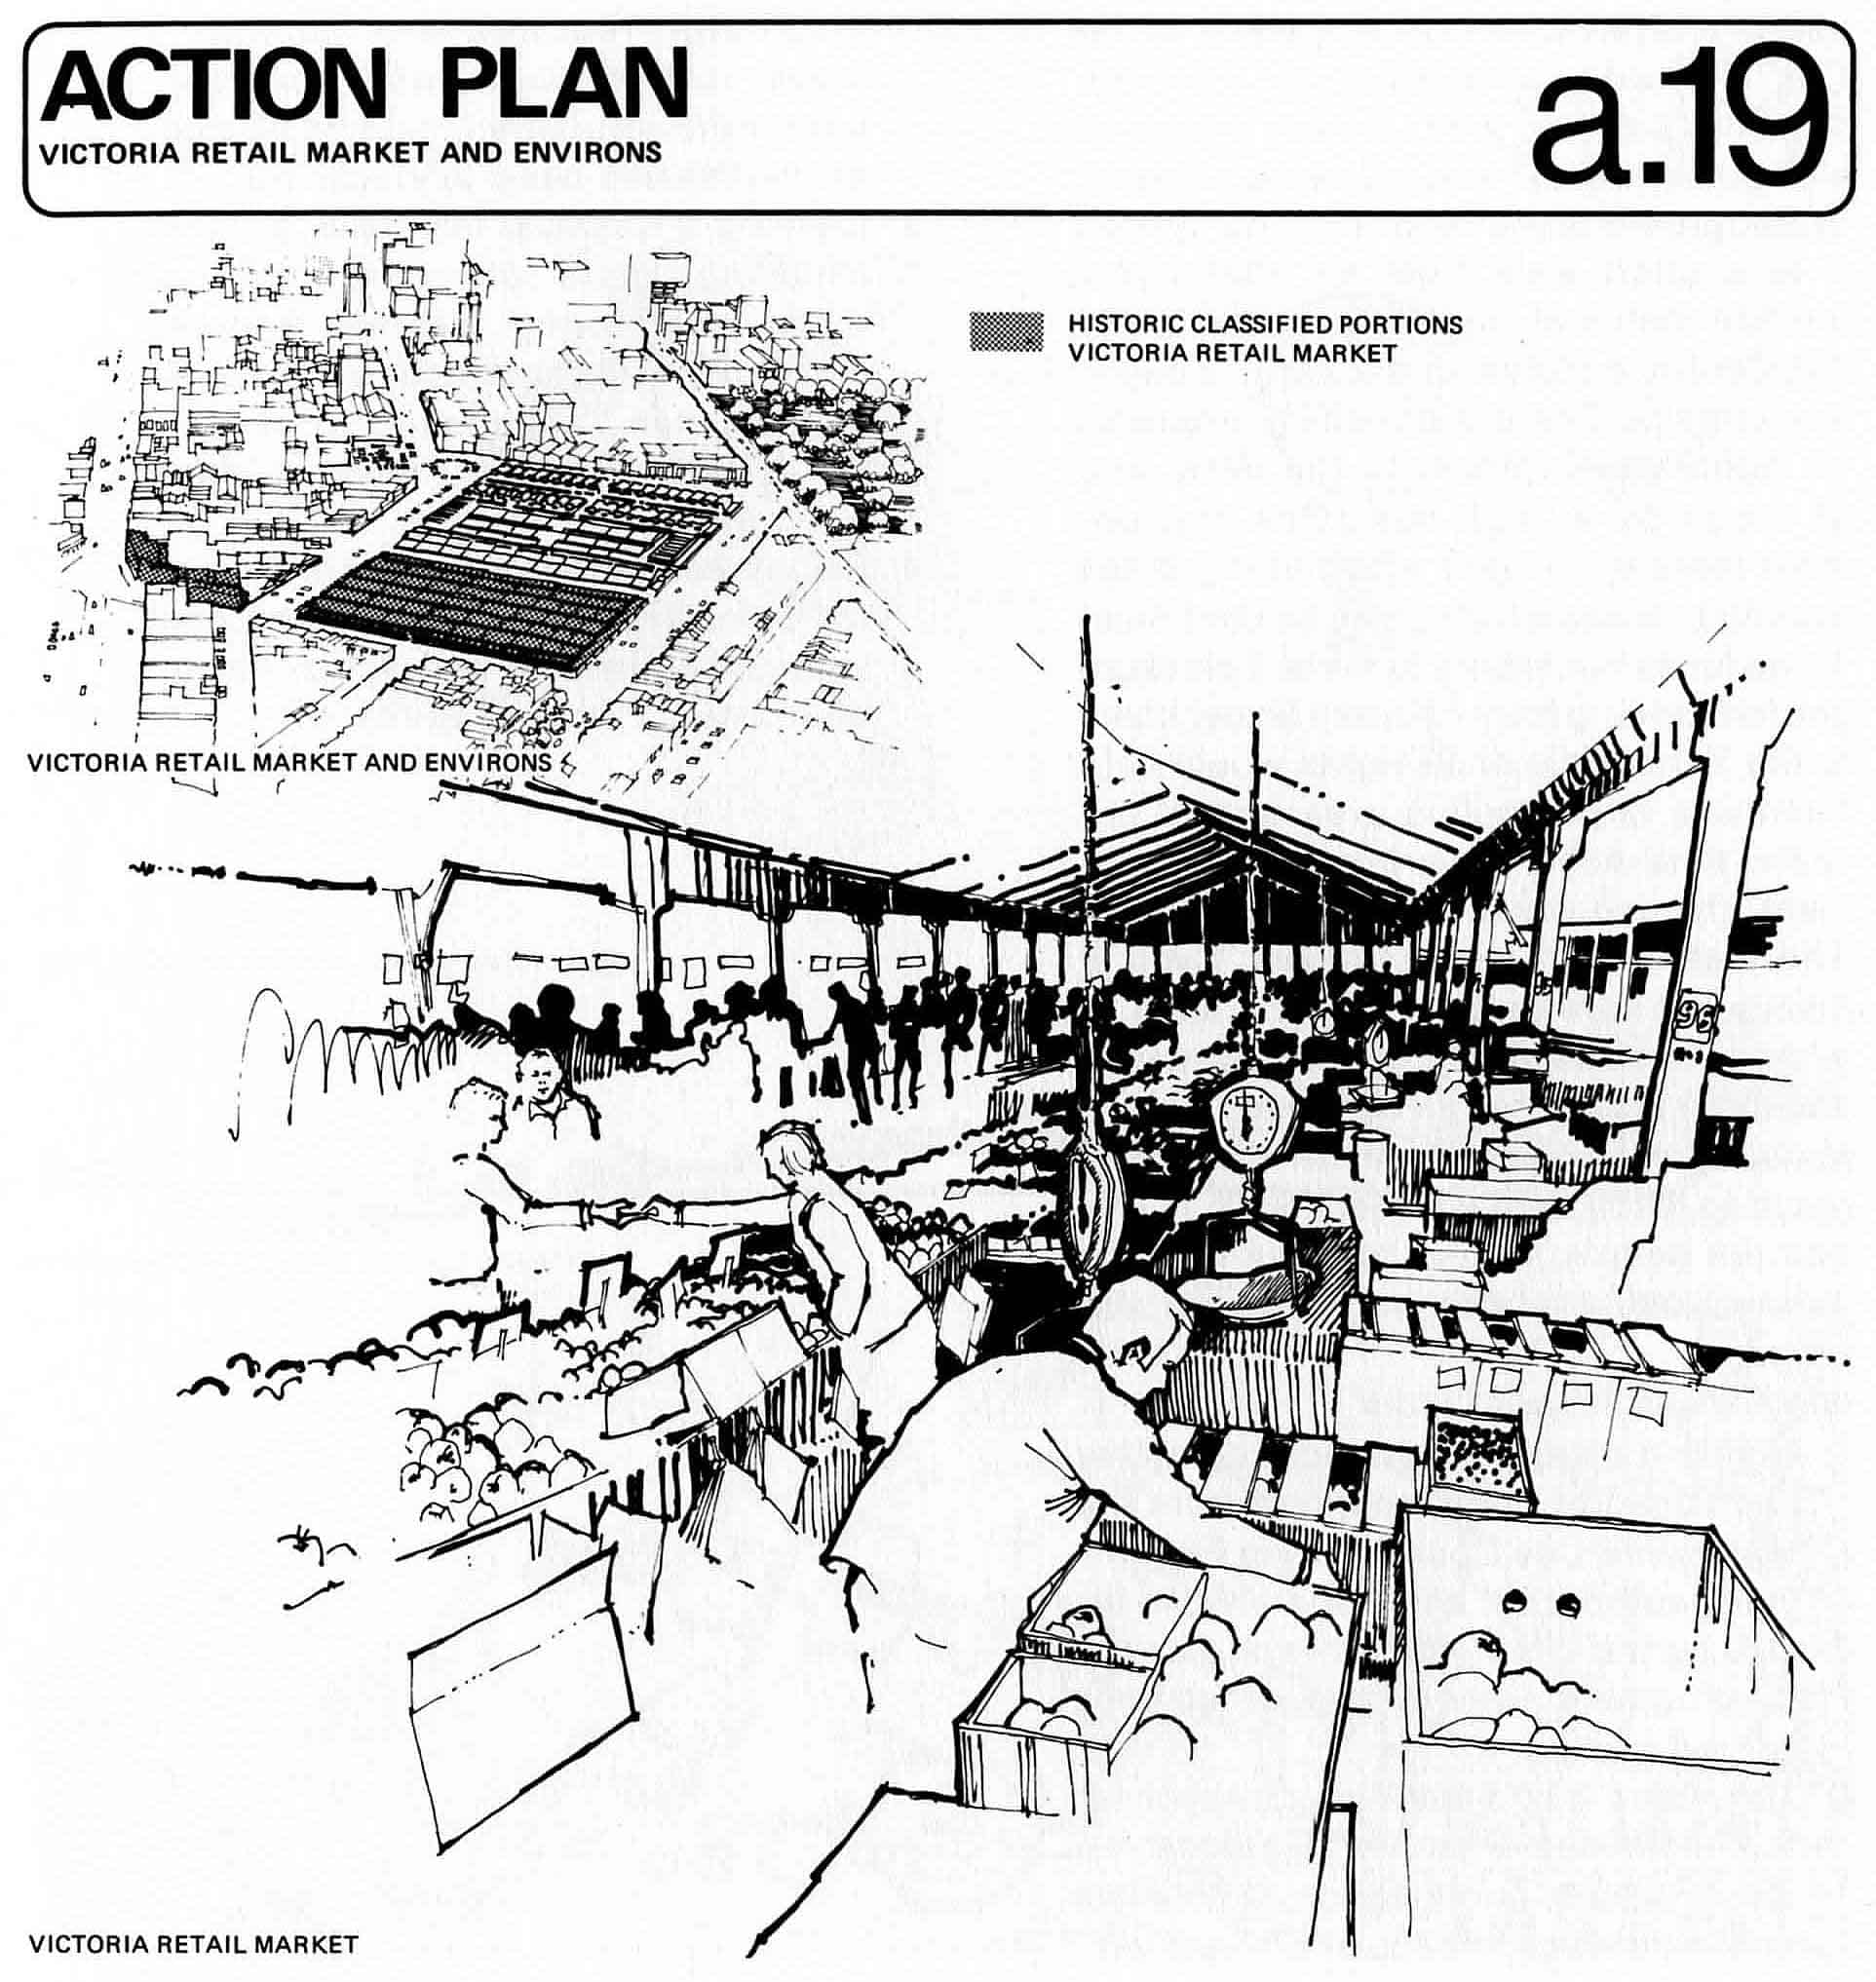 ACTION PLAN
VICTORIA RETAIL MARKET AND ENVIRONS
a.19
HISTORIC CLASSIFIED PORTIONS
VICTORIA RETAIL MARKET
VICTORIA RETAIL MARKET AND ENVIRONS
96
VICTORIA RETAIL MARKET